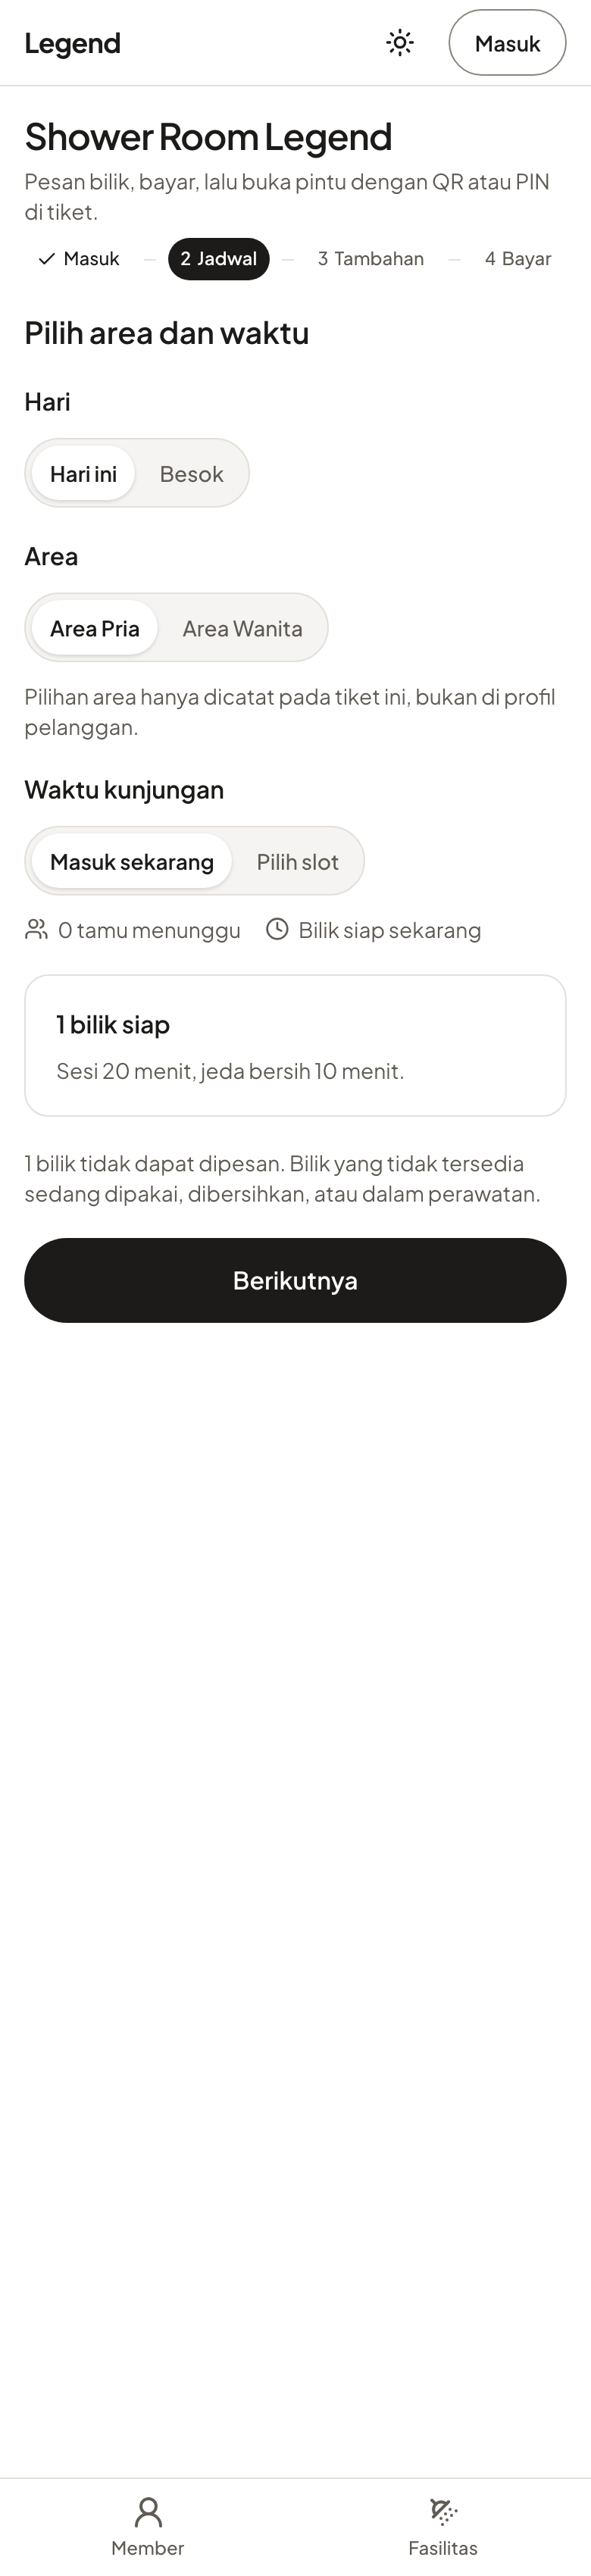 Legend
Masuk
Shower Room Legend
Pesan bilik, bayar, lalu buka pintu dengan QR atau PIN
di tiket.
Masuk
2 Jadwal
3 Tambahan
4 Bayar
Pilih area dan waktu
Hari
Hari ini
Besok
Area
Area Pria
Area Wanita
Pilihan area hanya dicatat pada tiket ini, bukan di profil
pelanggan.
Waktu kunjungan
Masuk sekarang
Pilih slot
0 tamu menunggu
Bilik siap sekarang
1 bilik siap
Sesi 20 menit, jeda bersih 10 menit.
1 bilik tidak dapat dipesan. Bilik yang tidak tersedia
sedang dipakai, dibersihkan, atau dalam perawatan.
Berikutnya
Member
Fasilitas